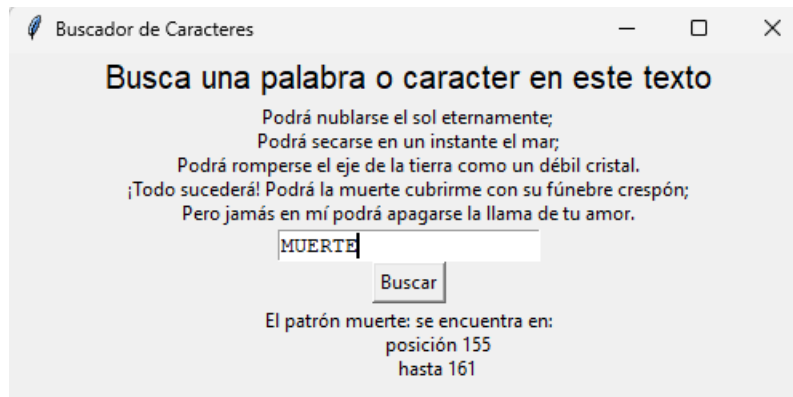 Buscador de Caracteres
Busca una palabra o caracter en este texto
Podrá nublarse el sol eternamente;
Podrá secarse en un instante el mar;
Podrá romperse el eje de la tierra como un débil cristal.
¡Todo sucederá! Podrá la muerte cubrirme con su fúnebre crespón;
Pero jamás en mí podrá apagarse la llama de tu amor.
MUERTE
Buscar
El patrón muerte: se encuentra en:
posición 155
hasta 161